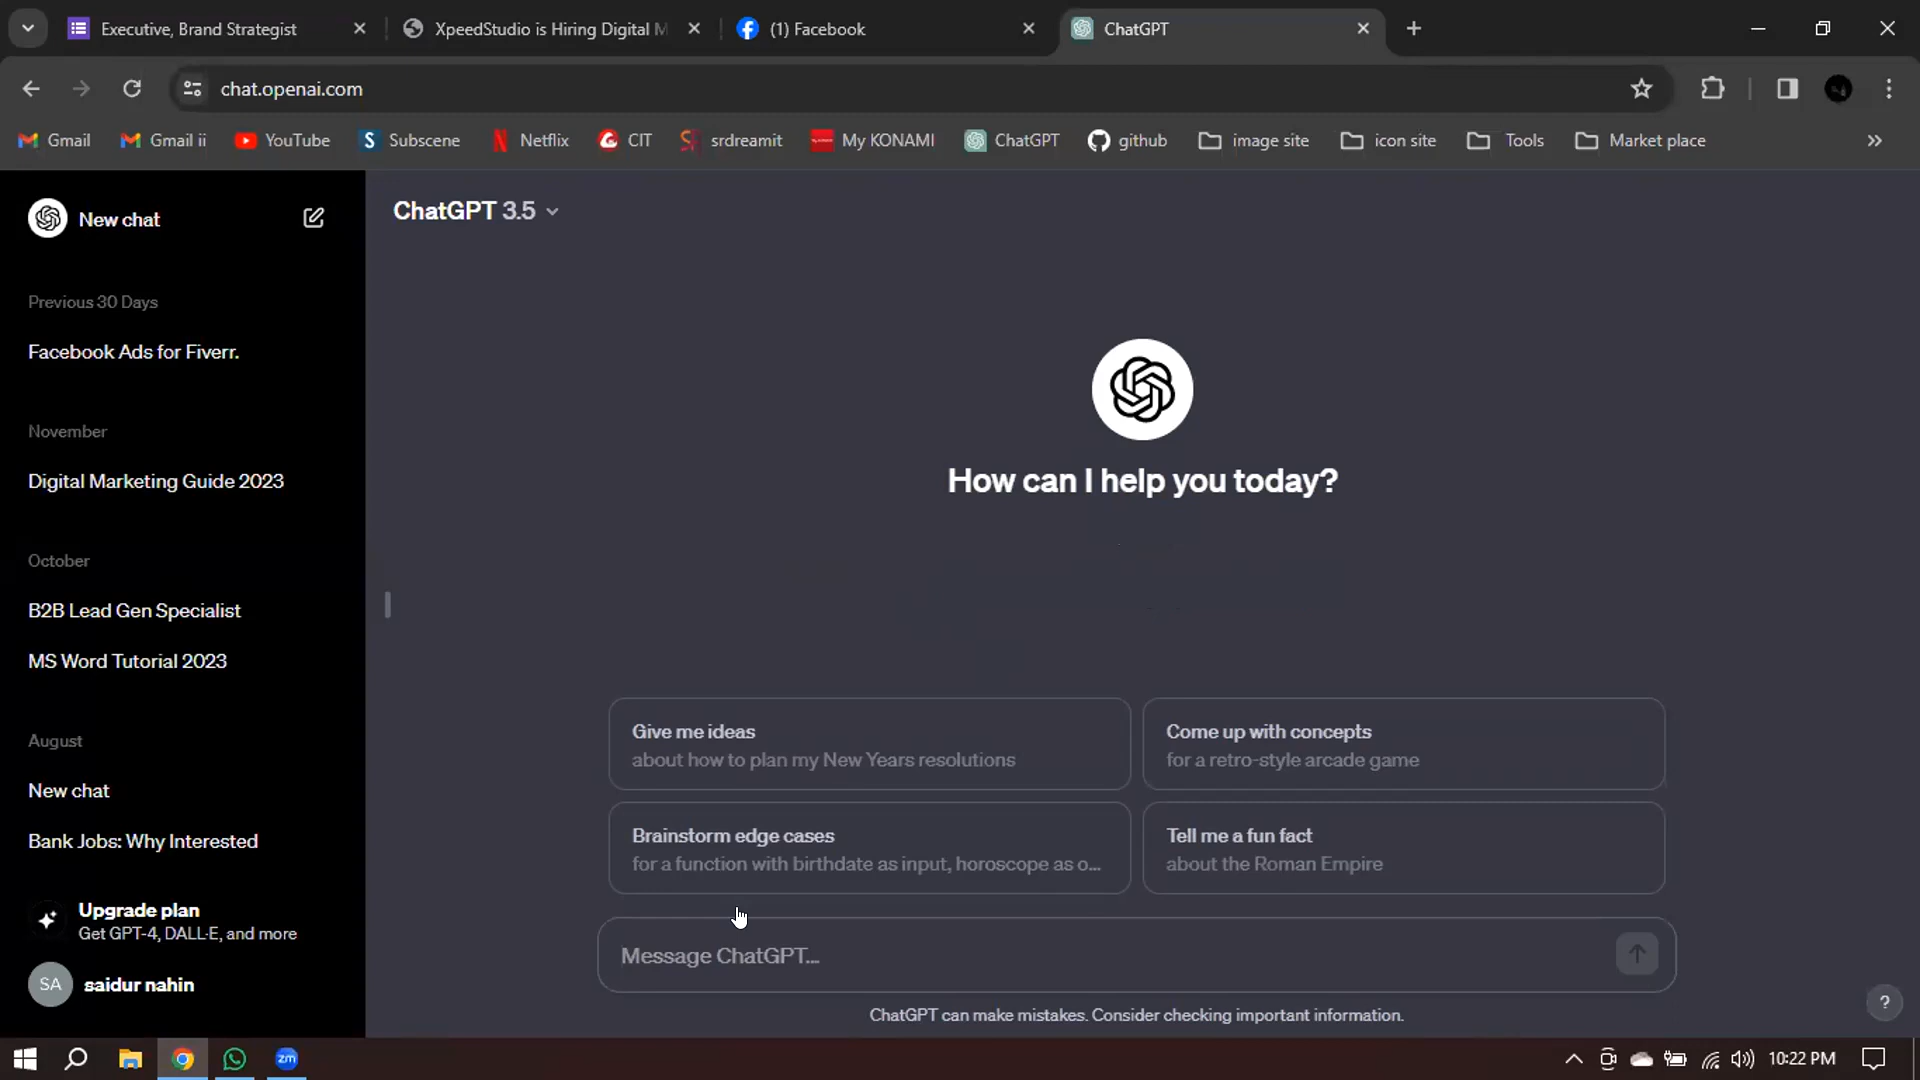 Executive, Brand Strategist
XpeedStudio is Hiring Digital M
(1) Facebook
ChatGPT
chat.openai.com
Gmail
Gmail ii
YouTube
S Subscene
Netflix
CIT
srdreamit
My KONAMI
ChatGPT
github
image site
icon site
Tools
Market place
New chat
ChatGPT 3.5
Previous 30 Days
Facebook Ads for Fiverr.
November
Digital Marketing Guide 2023
October
B2B Lead Gen Specialist
MS Word Tutorial 2023
August
New chat
Bank Jobs: Why Interested
Upgrade plan
Get GPT-4, DALL·E, and more
SA
saidur nahin
How can I help you today?
Give me ideas
about how to plan my New Years resolutions
Come up with concepts
for a retro-style arcade game
Brainstorm edge cases
for a function with birthdate as input, horoscope as o...
Tell me a fun fact
about the Roman Empire
Message ChatGPT...
ChatGPT can make mistakes. Consider checking important information.
?
zm
10:22 PM